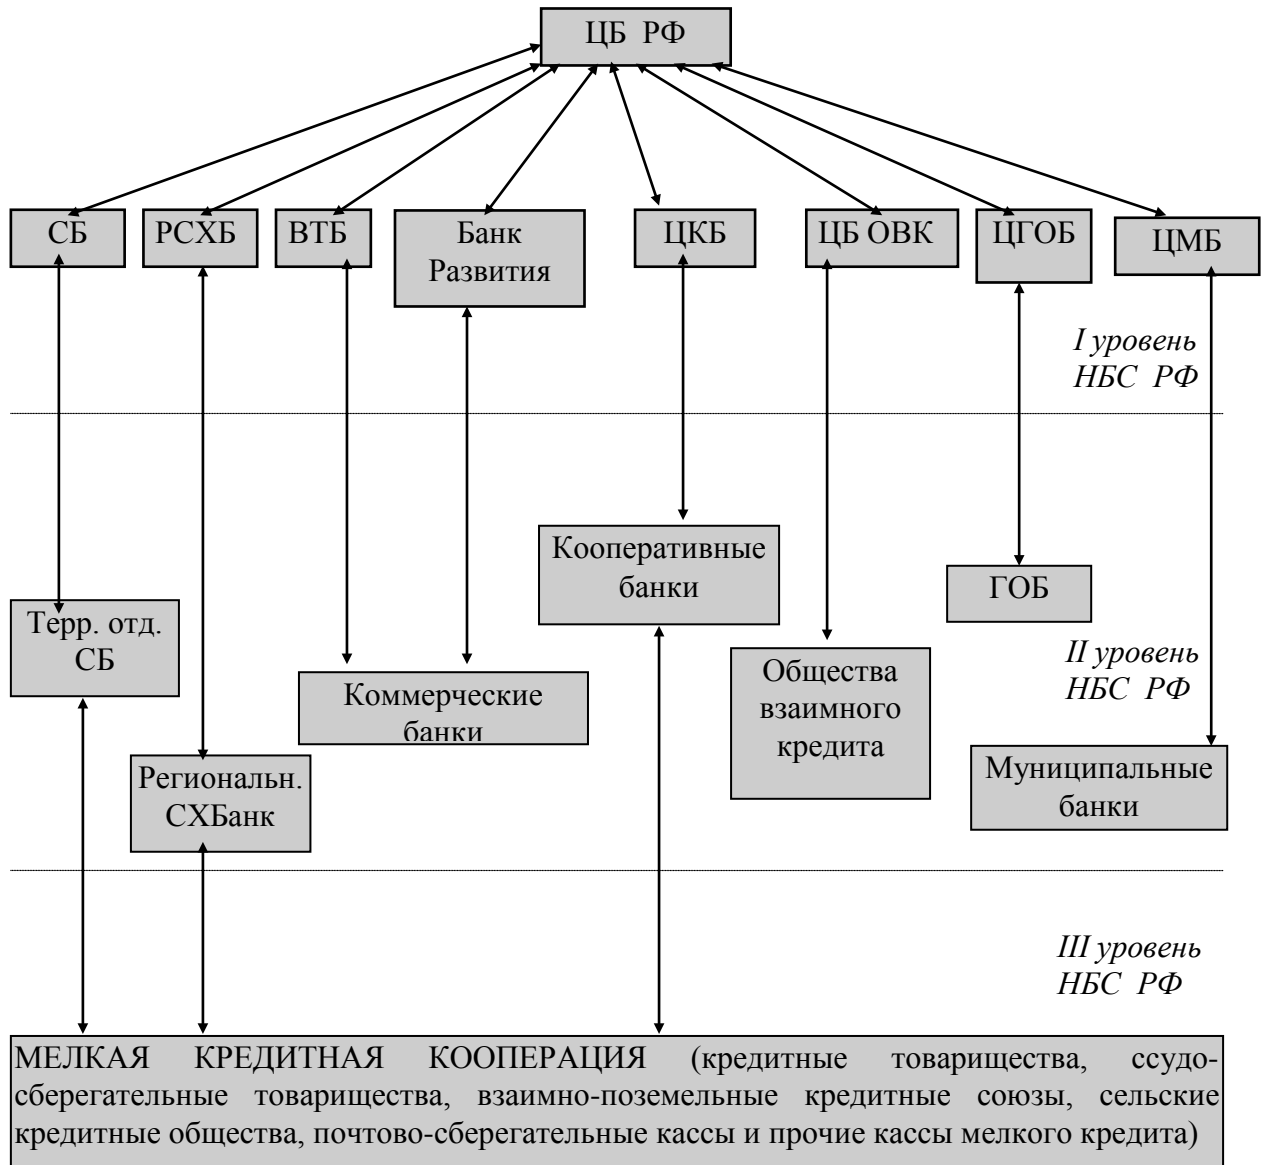 ЦБ РФ
СБ
РСХБ
ВТБ
Банк
Развития
ЦКБ
ЦБ ОВК
ЦГОБ
ЦМБ
I уровень
НБС РФ
Кооперативные
банки
ГОБ
Терр. отд.
СБ
Коммерческие
банки
Общества
взаимного
кредита
II уровень
НБС РФ
Региональн.
СХБанк
Муниципальные
банки
III уровень
НБС РФ
МЕЛКАЯ КРЕДИТНАЯ КООПЕРАЦИЯ (кредитные товарищества, ссудо-
сберегательные товарищества, взаимно-поземельные кредитные союзы, сельские
кредитные общества, почтово-сберегательные кассы и прочие кассы мелкого кредита)